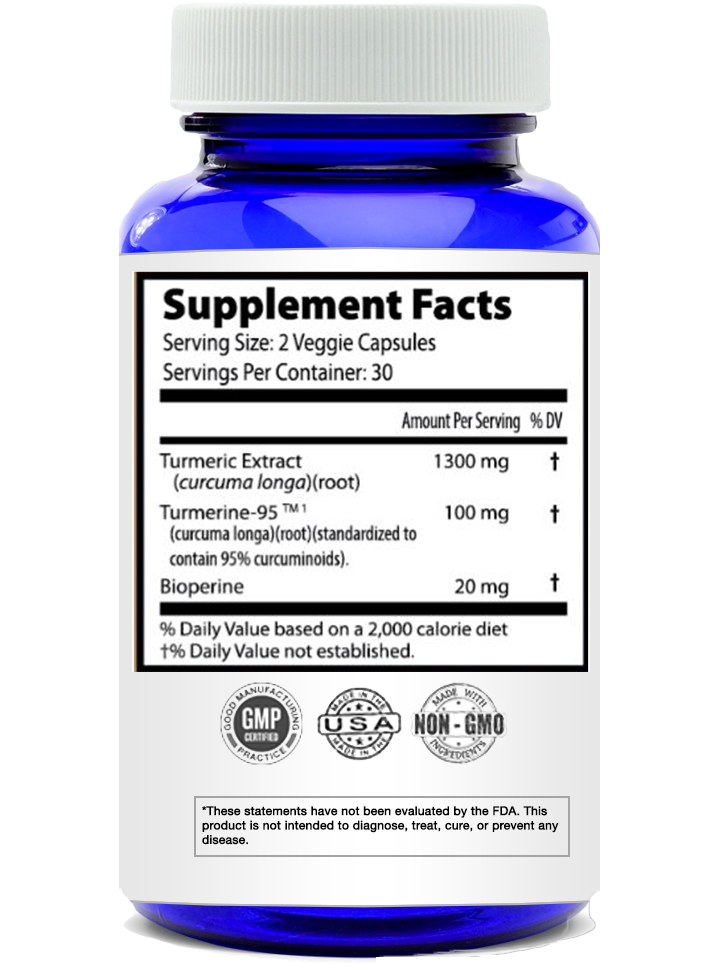 Supplement Facts
Serving Size: 2 Veggie Capsules
Servings Per Container: 30
Amount Per Serving % DV
Turmeric Extract 1300 mg †
(curcuma longa)(root)
Turmerine-95 ™ 1 100 mg †
(curcuma longa)(root)(standardized to
contain 95% curcuminoids).
Bioperine 20 mg †
% Daily Value based on a 2,000 calorie diet
†% Daily Value not established.
GOOD MANUFACTURING
GMP
CERTIFIED
PRACTICE
MADE IN THE
USA
MADE IN THE
MADE WITH
NON-GMO
INGREDIENTS
*These statements have not been evaluated by the FDA. This
product is not intended to diagnose, treat, cure, or prevent any
disease.